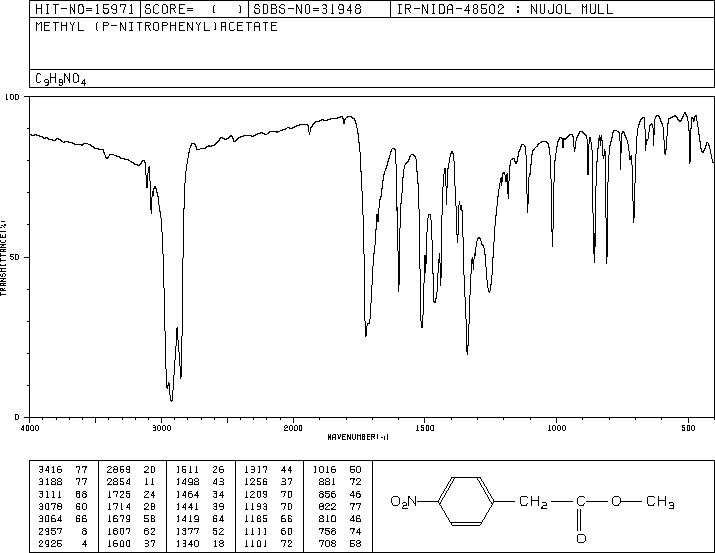 HIT-NO=15971 SCORE= ( ) SDBS-NO=31948 IR-NIDA-48502 : NUJOL MULL
METHYL (P-NITROPHENYL)ACETATE
C9H9NO4
100
50
0
TRANSMITTANCE(%)
4000 3000 2000 1500 1000 500
WAVENUMBER(-1)
3416 77 2869 20 1511 26 1317 44 1016 50
3188 77 2854 11 1498 43 1256 37 881 72
3111 68 1725 24 1464 34 1209 70 856 46
3078 60 1714 28 1441 39 1193 70 822 77
3064 66 1679 58 1419 64 1185 66 810 46
2957 8 1607 62 1377 52 1111 60 758 74
2925 4 1600 37 1340 18 1101 72 708 58
O2N CH2 C O CH3
O